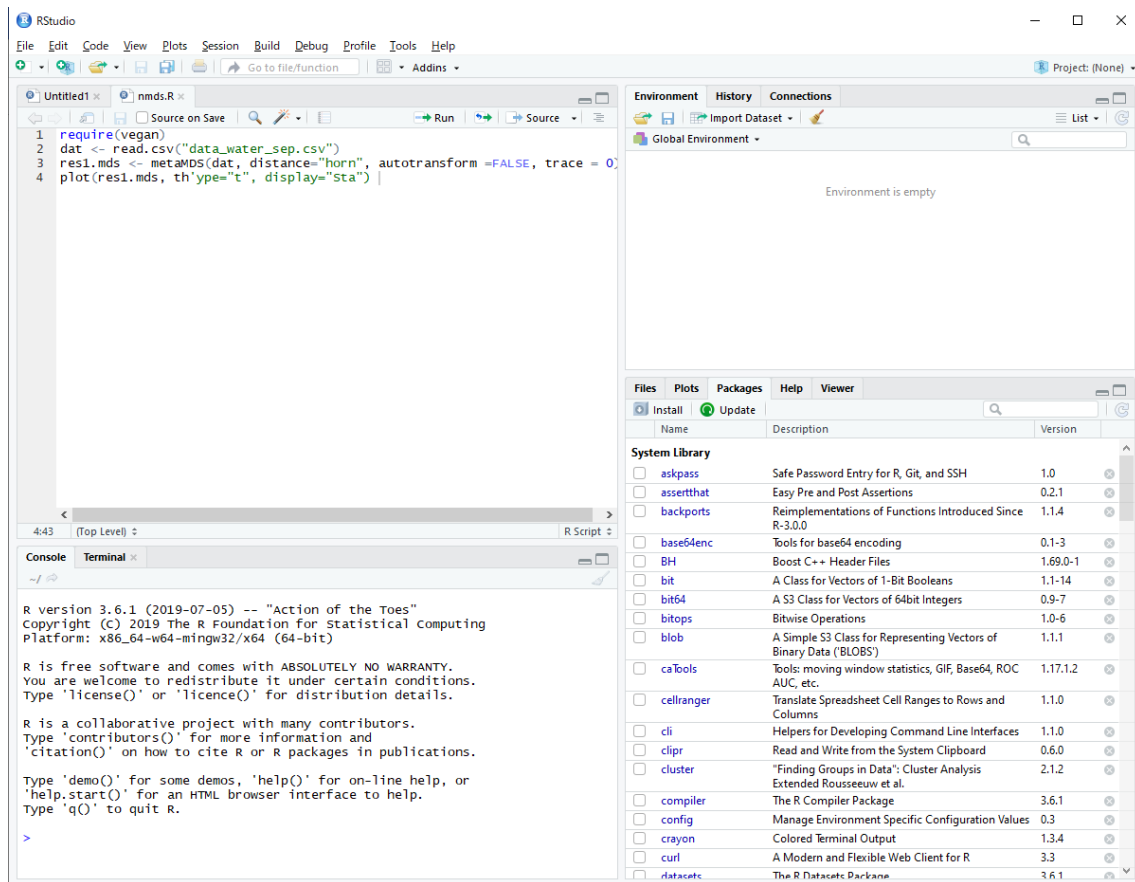 RStudio
File Edit Code View Plots Session Build Debug Profile Tools Help
Go to file/function Addins Project: (None)
Untitled1 nmds.R
Source on Save Run Source
1 require(vegan)
2 dat <- read.csv("data_water_sep.csv")
3 res1.mds <- metaMDS(dat, distance="horn", autotransform =FALSE, trace = 0)
4 plot(res1.mds, th'ype="t", display="Sta")
4:43 (Top Level) R Script
Console Terminal
~/
R version 3.6.1 (2019-07-05) -- "Action of the Toes"
Copyright (C) 2019 The R Foundation for Statistical Computing
Platform: x86_64-w64-mingw32/x64 (64-bit)
R is free software and comes with ABSOLUTELY NO WARRANTY.
You are welcome to redistribute it under certain conditions.
Type 'license()' or 'licence()' for distribution details.
R is a collaborative project with many contributors.
Type 'contributors()' for more information and
'citation()' on how to cite R or R packages in publications.
Type 'demo()' for some demos, 'help()' for on-line help, or
'help.start()' for an HTML browser interface to help.
Type 'q()' to quit R.
>
Environment History Connections
Import Dataset List
Global Environment
Environment is empty
Files Plots Packages Help Viewer
Install Update
Name Description Version
System Library
askpass Safe Password Entry for R, Git, and SSH 1.0
assertthat Easy Pre and Post Assertions 0.2.1
backports Reimplementations of Functions Introduced Since 1.1.4
R-3.0.0
base64enc Tools for base64 encoding 0.1-3
BH Boost C++ Header Files 1.69.0-1
bit A Class for Vectors of 1-Bit Booleans 1.1-14
bit64 A S3 Class for Vectors of 64bit Integers 0.9-7
bitops Bitwise Operations 1.0-6
blob A Simple S3 Class for Representing Vectors of 1.1.1
Binary Data ('BLOBS')
caTools Tools: moving window statistics, GIF, Base64, ROC 1.17.1.2
AUC, etc.
cellranger Translate Spreadsheet Cell Ranges to Rows and 1.1.0
Columns
cli Helpers for Developing Command Line Interfaces 1.1.0
clipr Read and Write from the System Clipboard 0.6.0
cluster "Finding Groups in Data": Cluster Analysis 2.1.2
Extended Rousseeuw et al.
compiler The R Compiler Package 3.6.1
config Manage Environment Specific Configuration Values 0.3
crayon Colored Terminal Output 1.3.4
curl A Modern and Flexible Web Client for R 3.3
datasets The R Datasets Package 3.6.1